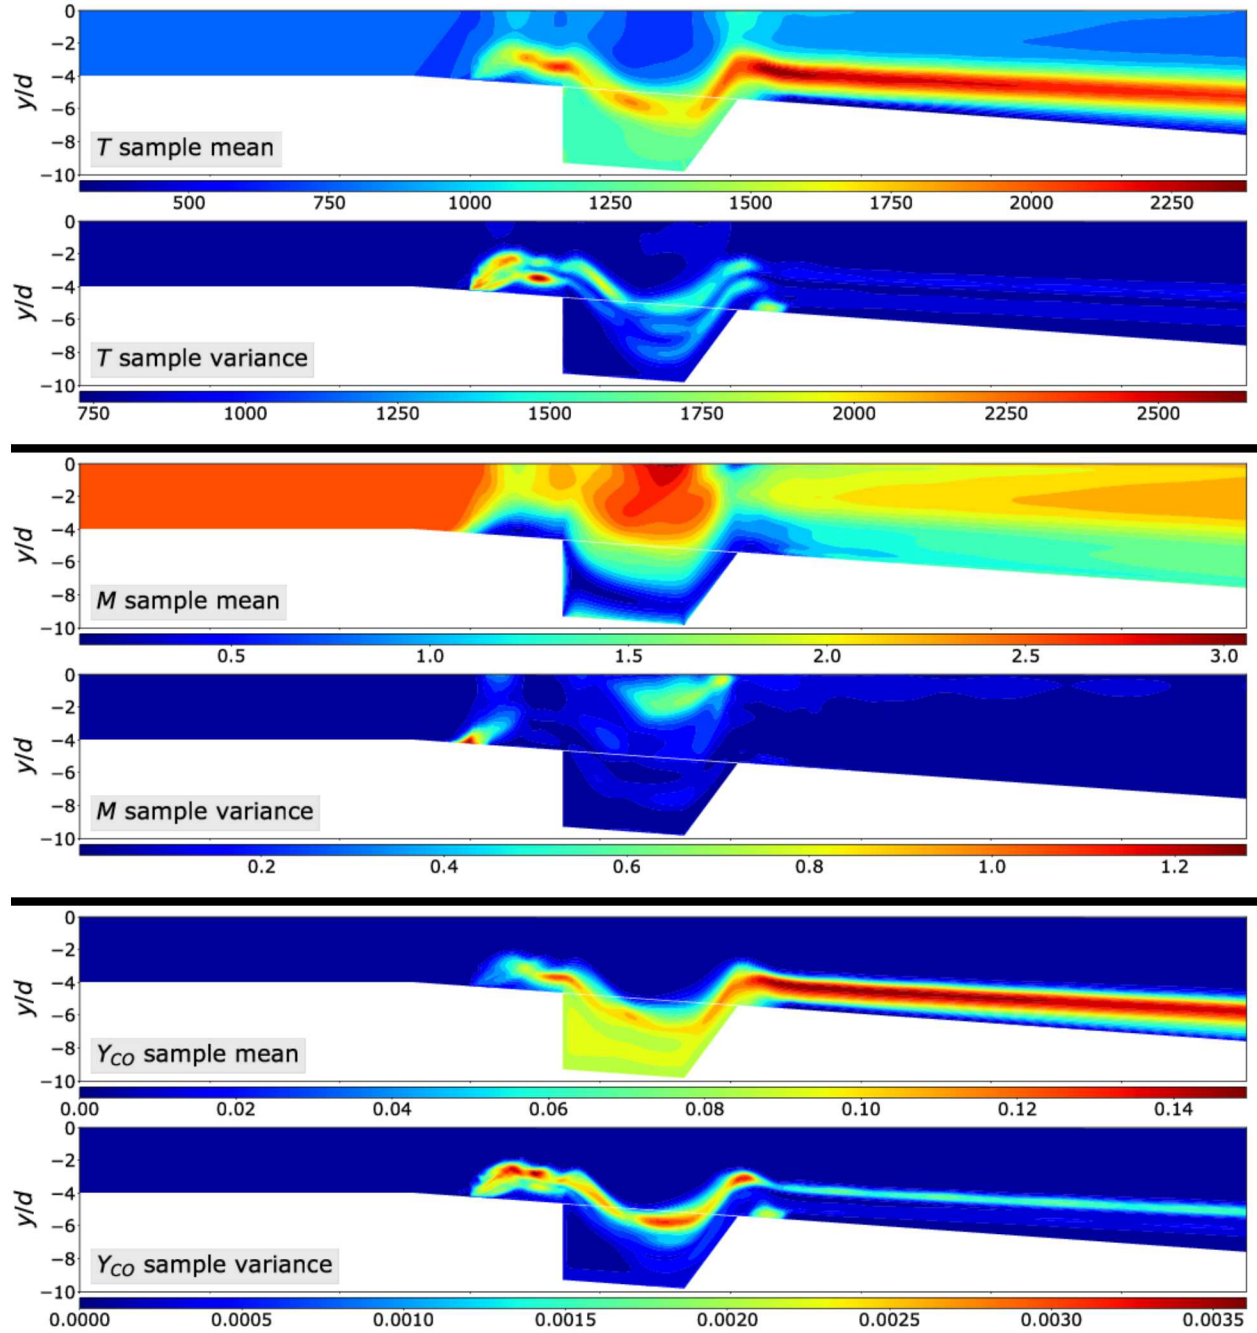 0
−2
y/d
−4
−6
−8
−10
T sample mean
500 750 1000 1250 1500 1750 2000 2250
0
−2
y/d
−4
−6
−8
−10
T sample variance
750 1000 1250 1500 1750 2000 2250 2500
0
−2
y/d
−4
−6
−8
−10
M sample mean
0.5 1.0 1.5 2.0 2.5 3.0
0
−2
y/d
−4
−6
−8
−10
M sample variance
0.2 0.4 0.6 0.8 1.0 1.2
0
−2
y/d
−4
−6
−8
−10
Y_CO sample mean
0.00 0.02 0.04 0.06 0.08 0.10 0.12 0.14
0
−2
y/d
−4
−6
−8
−10
Y_CO sample variance
0.0000 0.0005 0.0010 0.0015 0.0020 0.0025 0.0030 0.0035